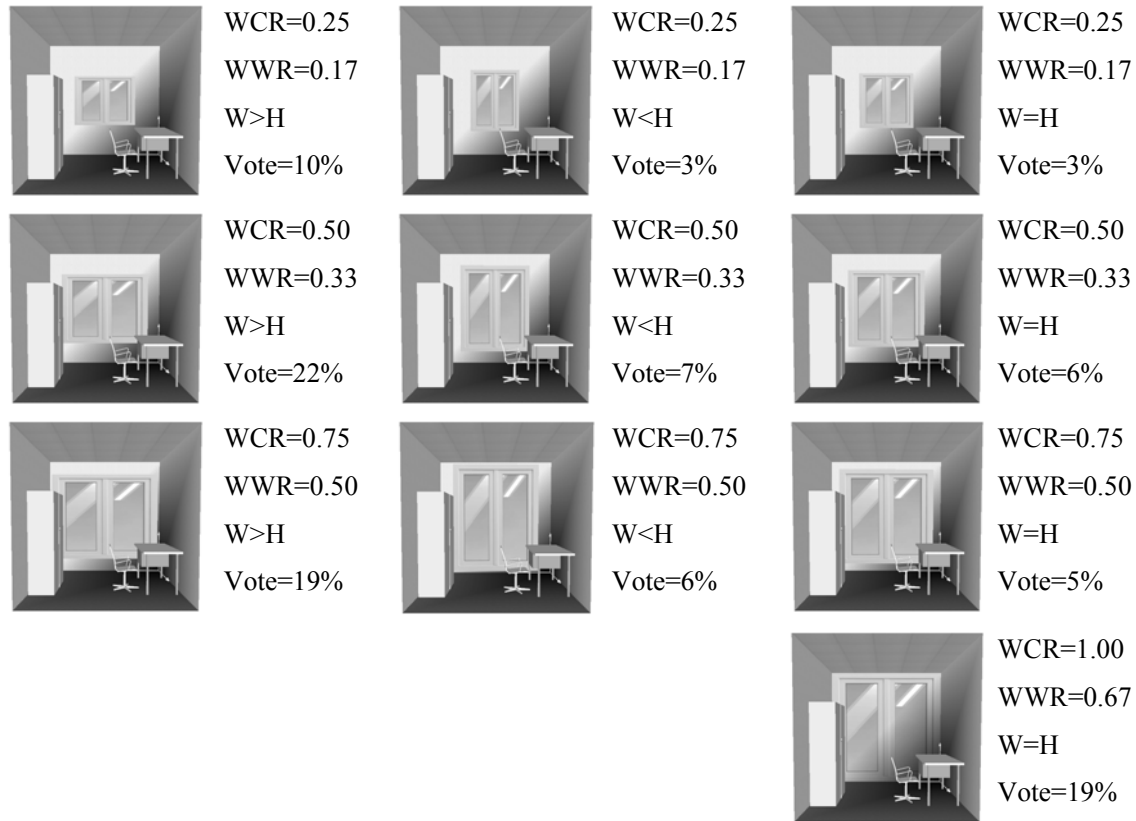 WCR=0.25
WWR=0.17
W>H
Vote=10%
WCR=0.25
WWR=0.17
W<H
Vote=3%
WCR=0.25
WWR=0.17
W=H
Vote=3%
WCR=0.50
WWR=0.33
W>H
Vote=22%
WCR=0.50
WWR=0.33
W<H
Vote=7%
WCR=0.50
WWR=0.33
W=H
Vote=6%
WCR=0.75
WWR=0.50
W>H
Vote=19%
WCR=0.75
WWR=0.50
W<H
Vote=6%
WCR=0.75
WWR=0.50
W=H
Vote=5%
WCR=1.00
WWR=0.67
W=H
Vote=19%